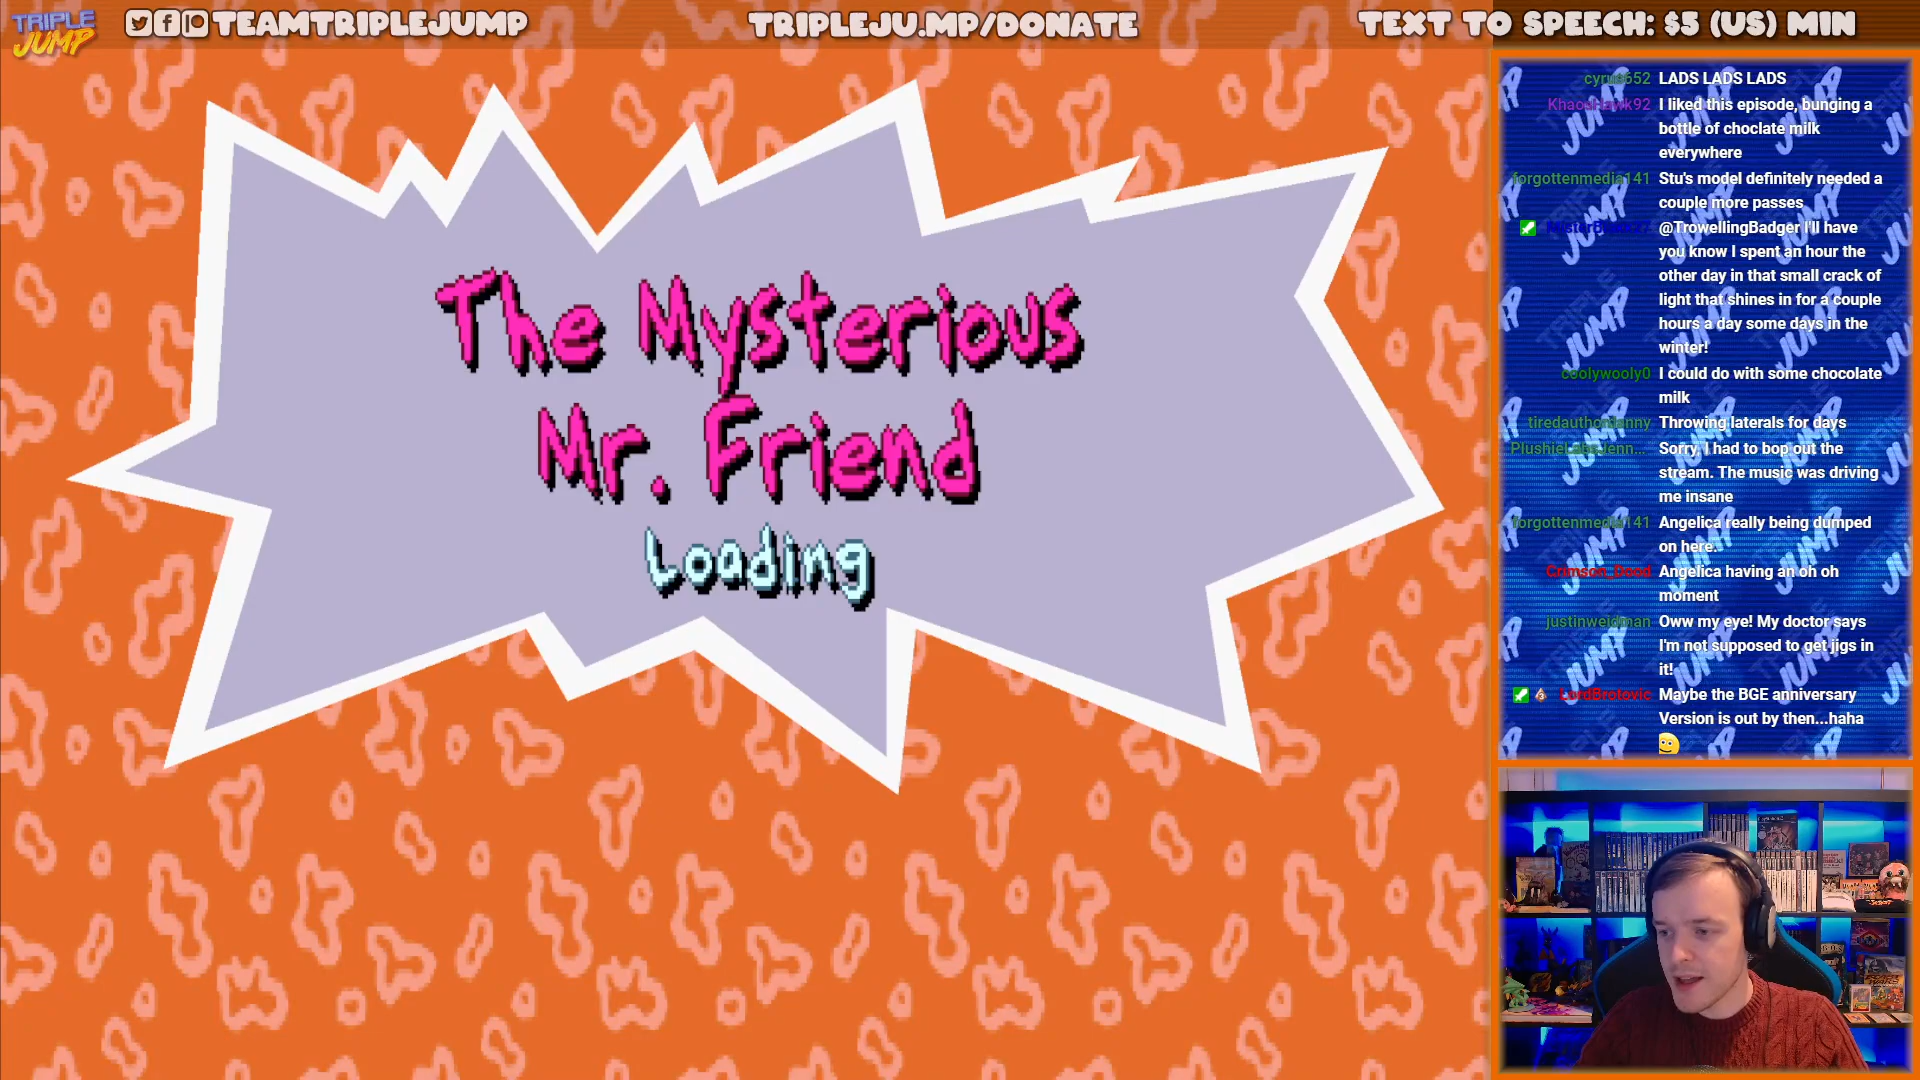 TRIPLE
JUMP
TEAMTRIPLEJUMP
TRIPLEJU.MP/DONATE
TEXT TO SPEECH: $5 (US) MIN
The Mysterious
Mr. Friend
Loading
LADS LADS LADS
I liked this episode, bunging a
bottle of choclate milk
everywhere
forgottenmedia141 Stu's model definitely needed a
couple more passes
@TrowellingBadger I'll have
you know I spent an hour the
other day in that small crack of
light that shines in for a couple
hours a day some days in the
winter!
coolywooly0 I could do with some chocolate
milk
Throwing laterals for days
Sorry, I had to bop out the
stream. The music was driving
me insane
forgottenmedia141 Angelica really being dumped
on here.
Crimson_Dond Angelica having an oh oh
moment
justinweidman Oww my eye! My doctor says
I'm not supposed to get jigs in
it!
LordBrotovic Maybe the BGE anniversary
Version is out by then...haha